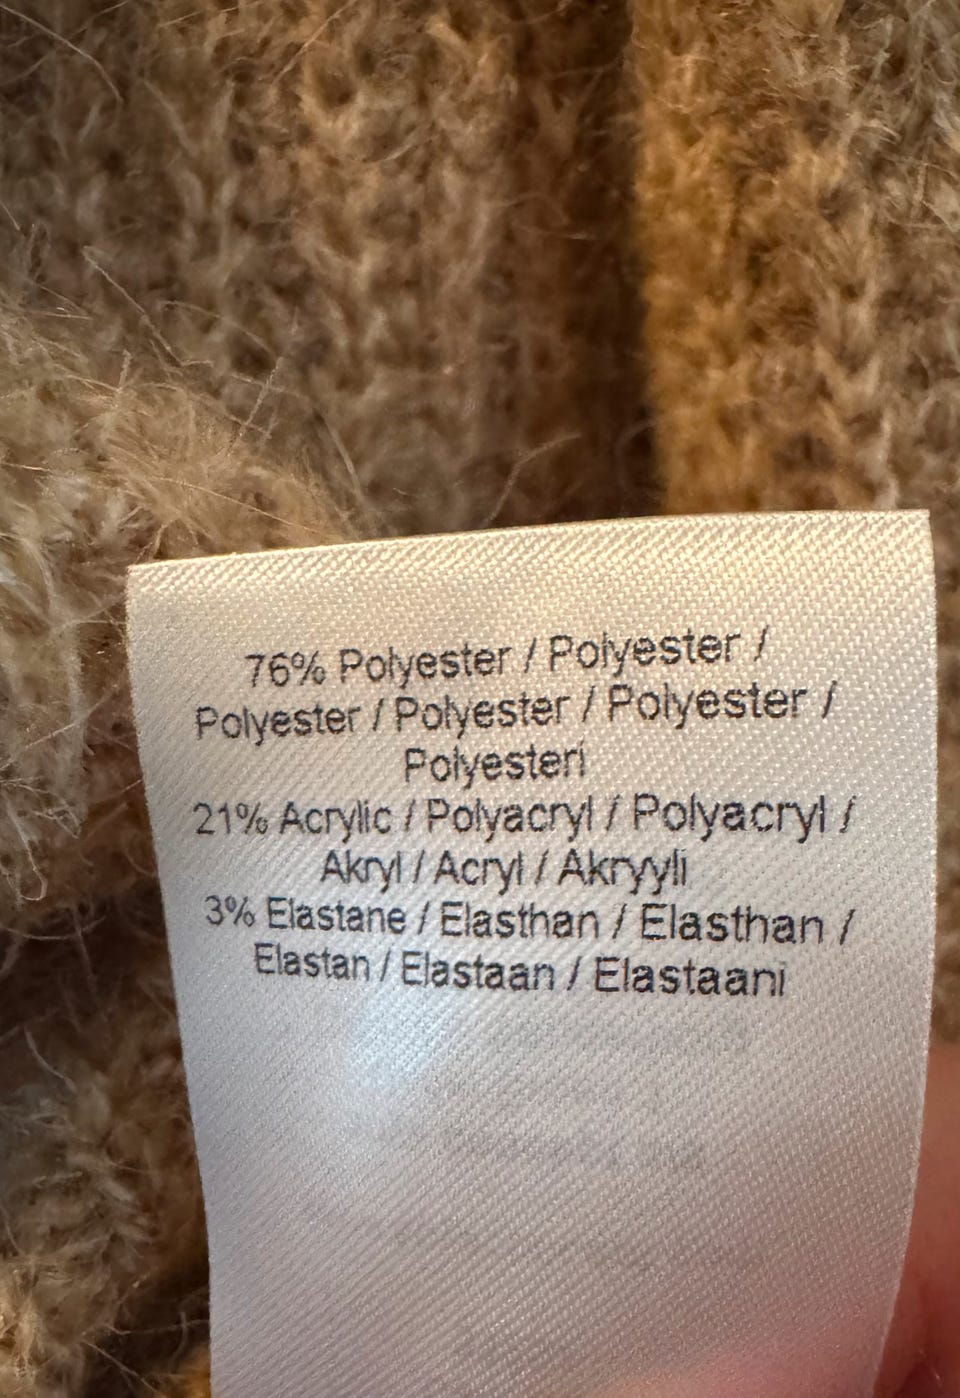 76% Polyester / Polyester /
Polyester / Polyester / Polyester /
Polyesteri
21% Acrylic / Polyacryl / Polyacryl /
Akryl / Acryl / Akryyli
3% Elastane / Elasthan / Elasthan /
Elastan / Elastaan / Elastaani